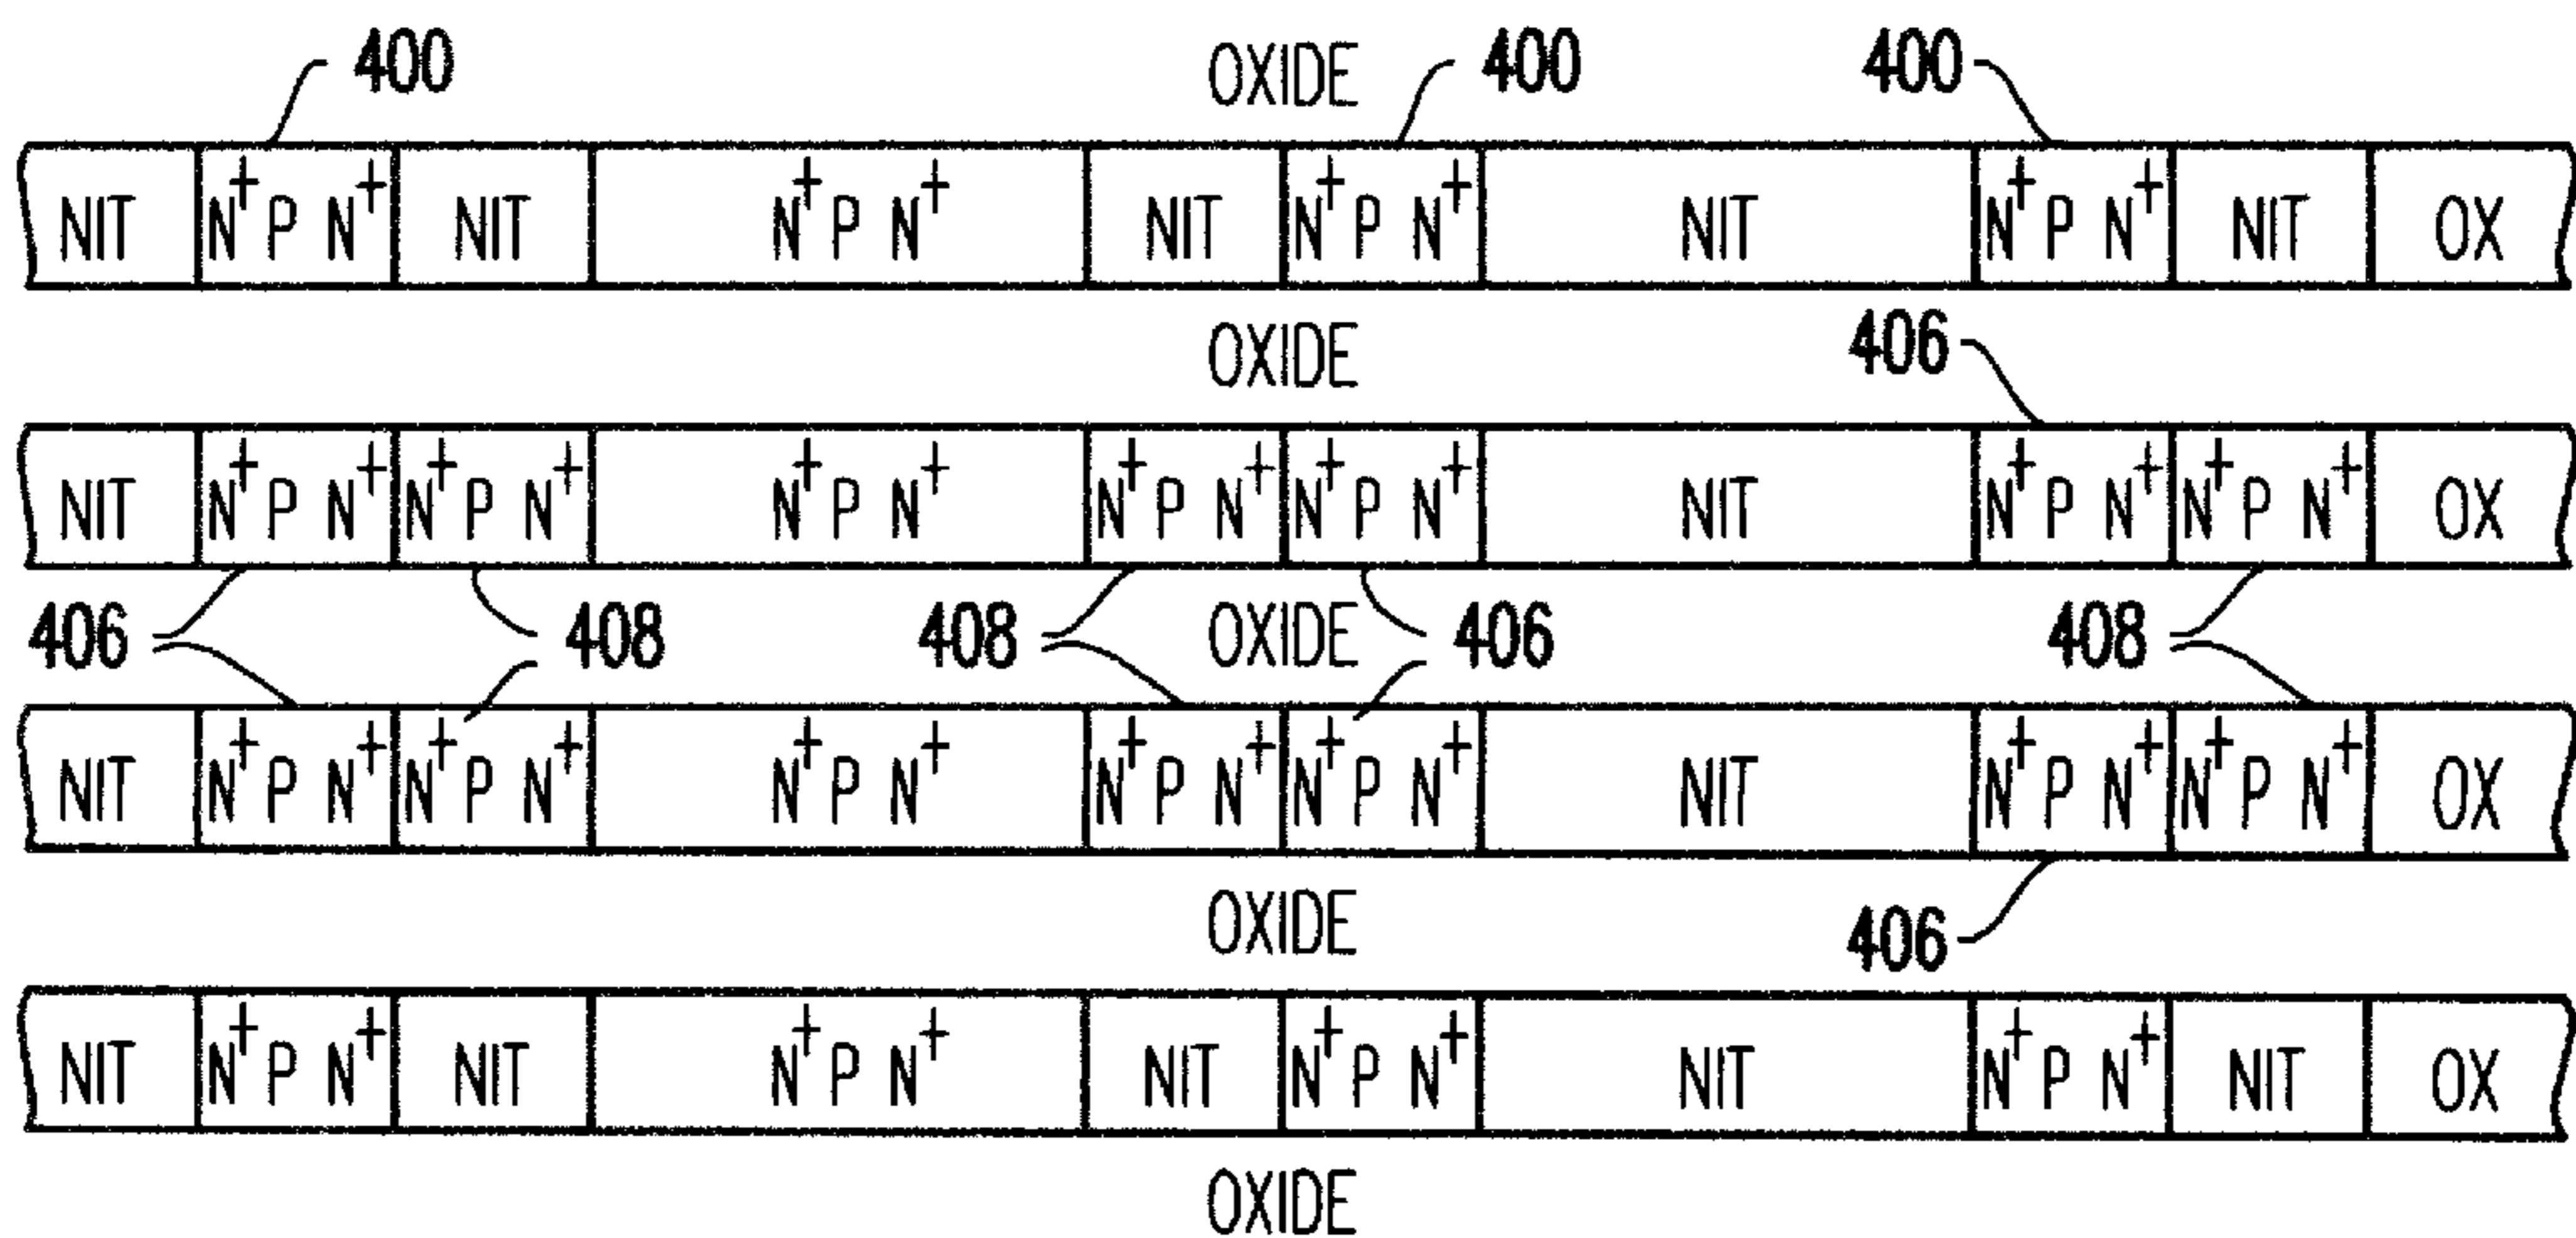 400 OXIDE 400 400
NIT N+ P N+ NIT N+ P N+ NIT N+ P N+ NIT N+ P N+ NIT OX
OXIDE 406
NIT N+ P N+ N+ P N+ N+ P N+ N+ P N+ N+ P N+ NIT N+ P N+ N+ P N+ OX
406 408 408 OXIDE 406 408
NIT N+ P N+ N+ P N+ N+ P N+ N+ P N+ N+ P N+ NIT N+ P N+ N+ P N+ OX
OXIDE 406
NIT N+ P N+ NIT N+ P N+ NIT N+ P N+ NIT N+ P N+ NIT OX
OXIDE